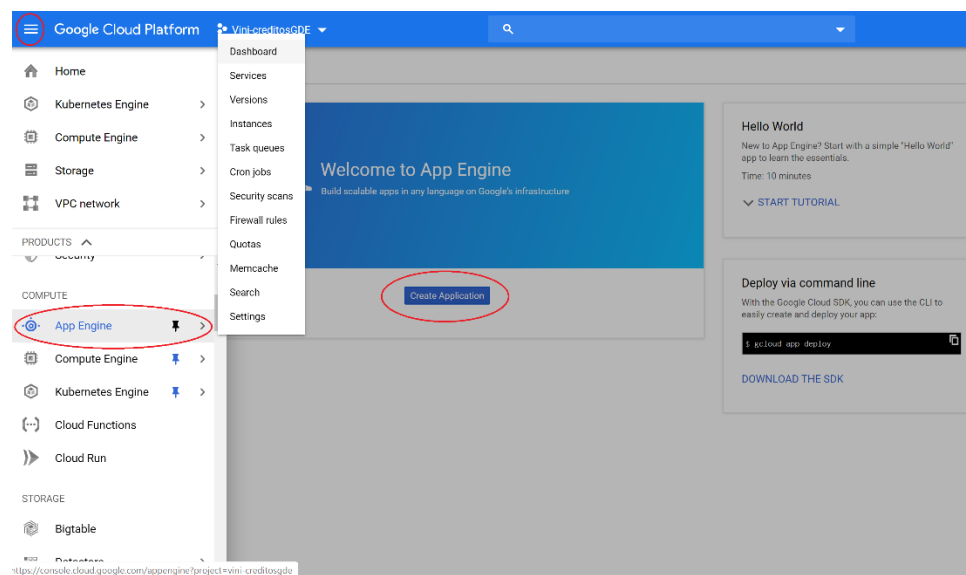 Google Cloud Platform
Vini-creditosGDE
Home
Kubernetes Engine
Compute Engine
Storage
VPC network
PRODUCTS
Security
COMPUTE
App Engine
Compute Engine
Kubernetes Engine
Cloud Functions
Cloud Run
STORAGE
Bigtable
Datastore
https://console.cloud.google.com/appengine?project=vini-creditosgde
Dashboard
Services
Versions
Instances
Task queues
Cron jobs
Security scans
Firewall rules
Quotas
Memcache
Search
Settings
Welcome to App Engine
Build scalable apps in any language on Google's infrastructure
Create Application
Hello World
New to App Engine? Start with a simple "Hello World"
app to learn the essentials.
Time: 10 minutes
START TUTORIAL
Deploy via command line
With the Google Cloud SDK, you can use the CLI to
easily create and deploy your app:
$ gcloud app deploy
DOWNLOAD THE SDK